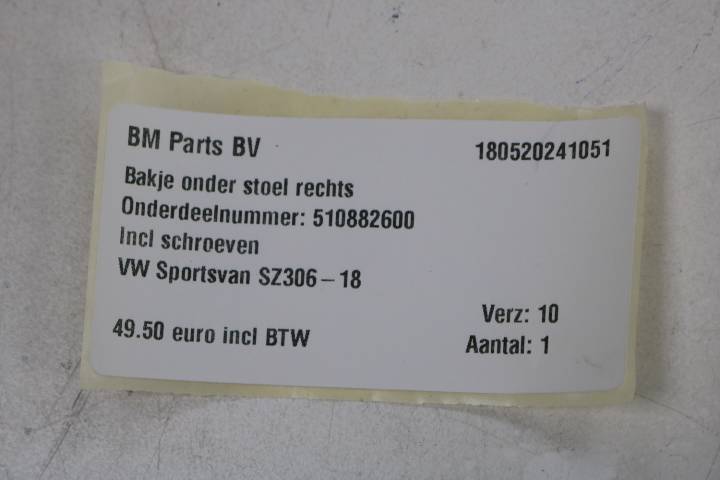 BM Parts BV
180520241051
Bakje onder stoel rechts
Onderdeelnummer: 510882600
Incl schroeven
VW Sportsvan SZ306-18
Verz: 10
49.50 euro incl BTW
Aantal: 1